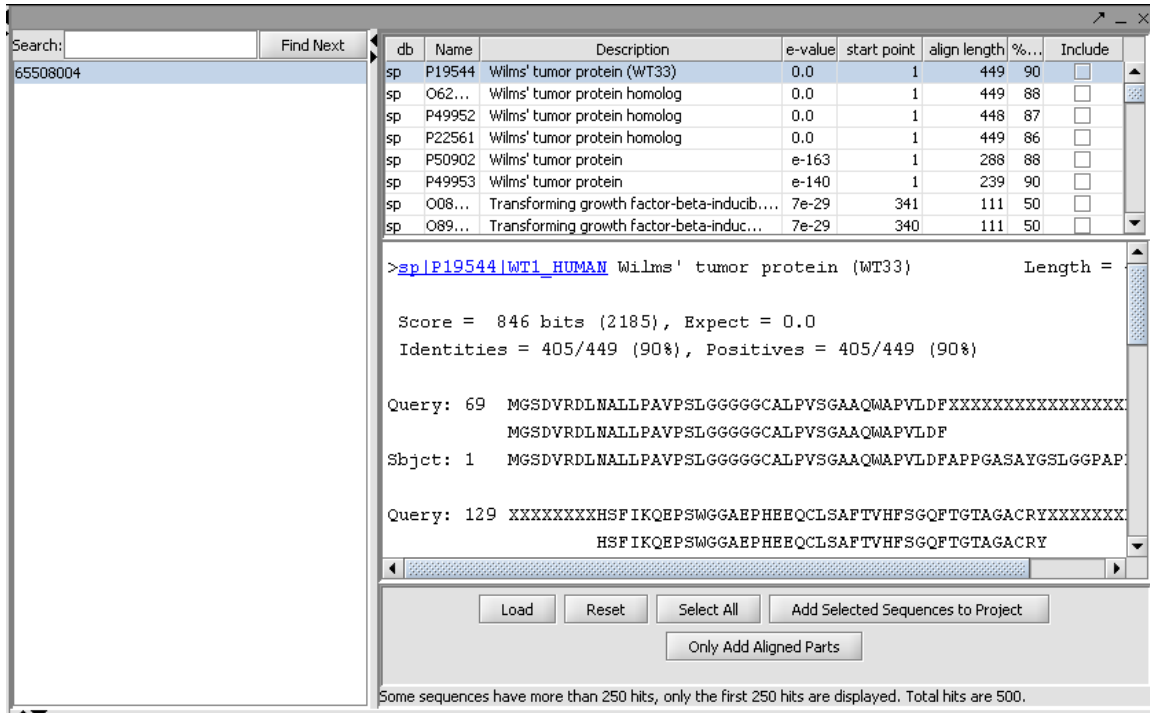 Search: Find Next
65508004
db Name Description e-value start point align length %... Include
sp P19544 Wilms' tumor protein (WT33) 0.0 1 449 90
sp O62... Wilms' tumor protein homolog 0.0 1 449 88
sp P49952 Wilms' tumor protein homolog 0.0 1 448 87
sp P22561 Wilms' tumor protein homolog 0.0 1 449 86
sp P50902 Wilms' tumor protein e-163 1 288 88
sp P49953 Wilms' tumor protein e-140 1 239 90
sp O08... Transforming growth factor-beta-inducib.... 7e-29 341 111 50
sp O89... Transforming growth factor-beta-induc... 7e-29 340 111 50
>sp|P19544|WT1_HUMAN Wilms' tumor protein (WT33) Length =
Score = 846 bits (2185), Expect = 0.0
Identities = 405/449 (90%), Positives = 405/449 (90%)
Query: 69 MGSDVRDLNALLPAVPSLGGGGGCALPVSGAAQWAPVLDFXXXXXXXXXXXXXXXX
MGSDVRDLNALLPAVPSLGGGGGCALPVSGAAQWAPVLDF
Sbjct: 1 MGSDVRDLNALLPAVPSLGGGGGCALPVSGAAQWAPVLDFAPPGASAYGSLGGPAP
Query: 129 XXXXXXXXHSFIKQEPSWGGAEPHEEQCLSAFTVHFSGQFTGTAGACRYXXXXXXX
HSFIKQEPSWGGAEPHEEQCLSAFTVHFSGQFTGTAGACRY
Load Reset Select All Add Selected Sequences to Project
Only Add Aligned Parts
Some sequences have more than 250 hits, only the first 250 hits are displayed. Total hits are 500.